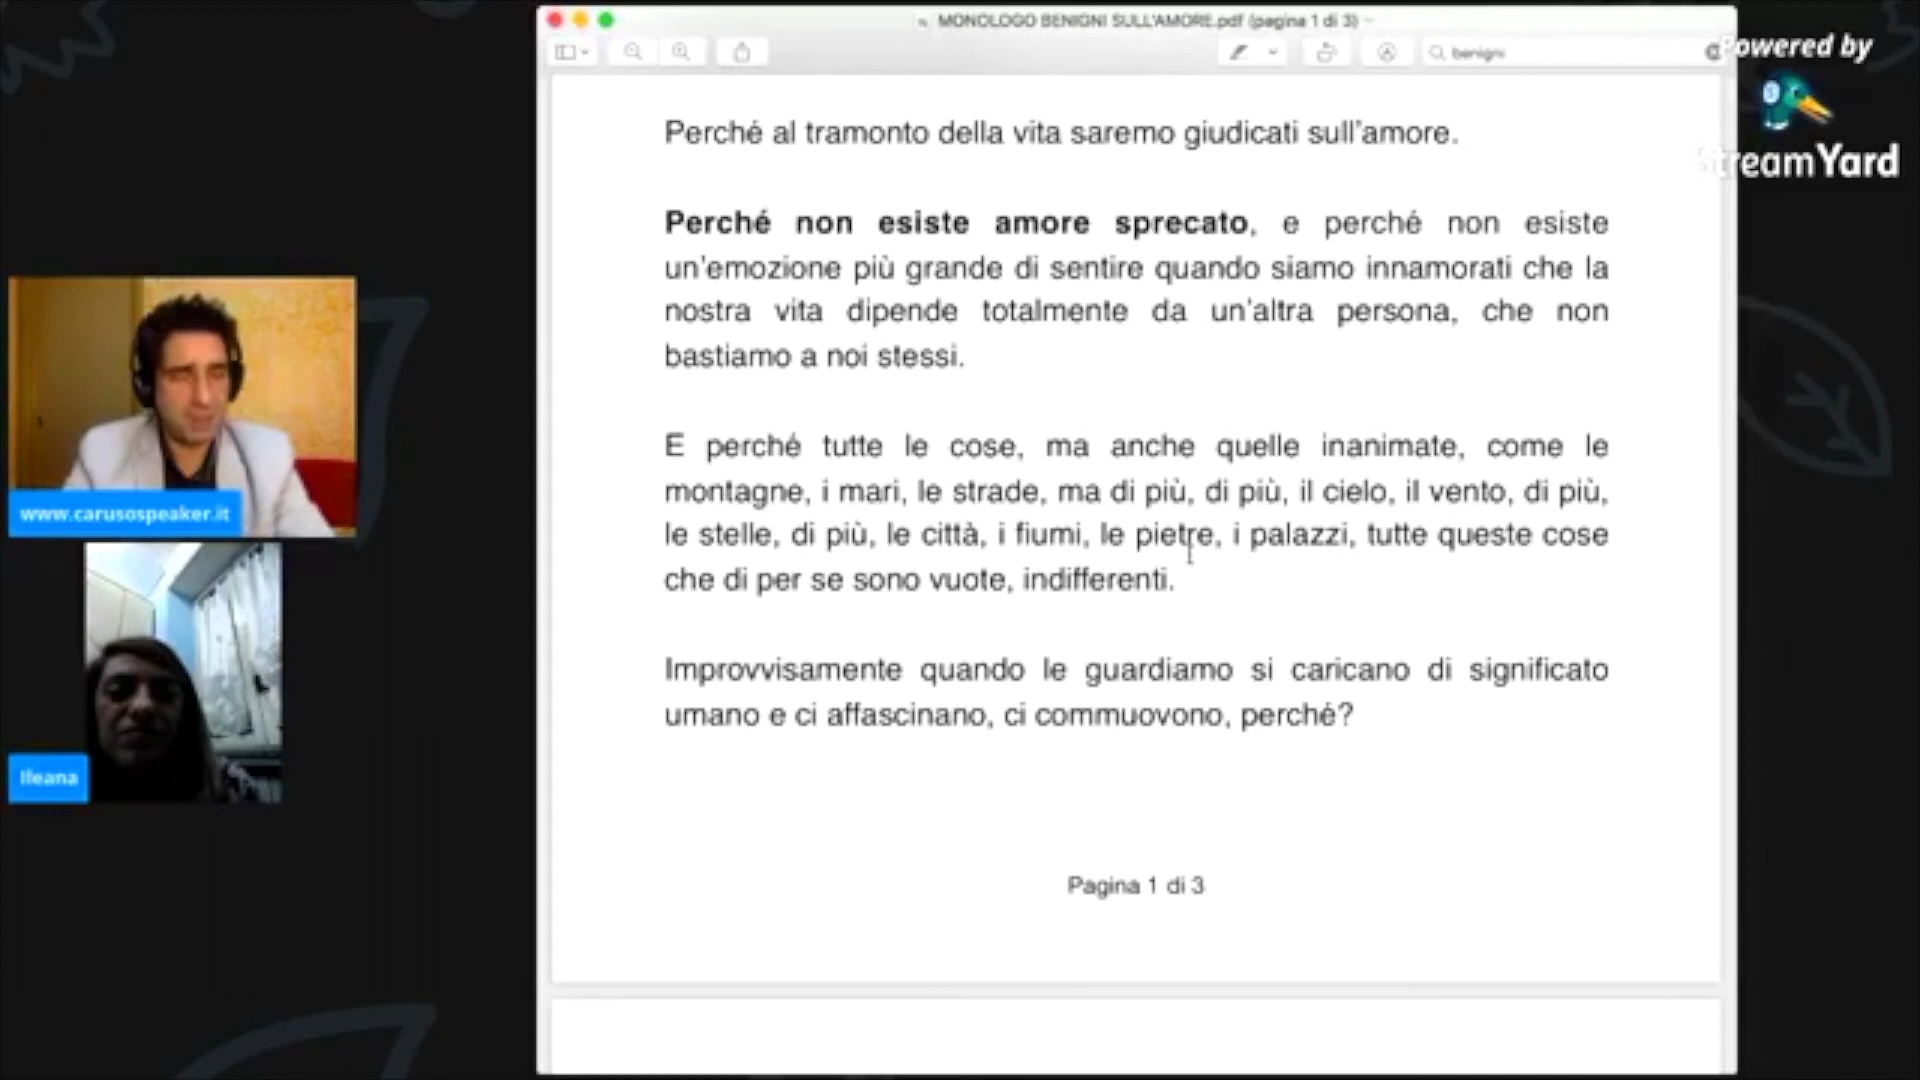 MONOLOGO BENIGNI SULL'AMORE.pdf (pagina 1 di 3)
benigni
Powered by
StreamYard
Perché al tramonto della vita saremo giudicati sull'amore.
Perché non esiste amore sprecato, e perché non esiste
un'emozione più grande di sentire quando siamo innamorati che la
nostra vita dipende totalmente da un'altra persona, che non
bastiamo a noi stessi.
E perché tutte le cose, ma anche quelle inanimate, come le
montagne, i mari, le strade, ma di più, di più, il cielo, il vento, di più,
le stelle, di più, le città, i fiumi, le pietre, i palazzi, tutte queste cose
che di per se sono vuote, indifferenti.
Improvvisamente quando le guardiamo si caricano di significato
umano e ci affascinano, ci commuovono, perché?
Pagina 1 di 3
www.carusospeaker.it
Ileana